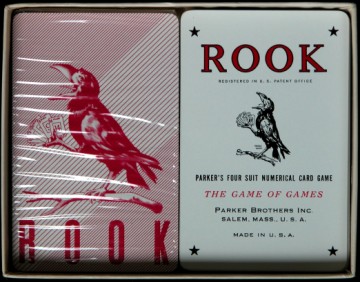 ROOK
ROOK
REGISTERED IN U. S. PATENT OFFICE
PARKER'S FOUR SUIT NUMERICAL CARD GAME
THE GAME OF GAMES
PARKER BROTHERS INC.
SALEM, MASS., U. S. A.
MADE IN U. S. A.